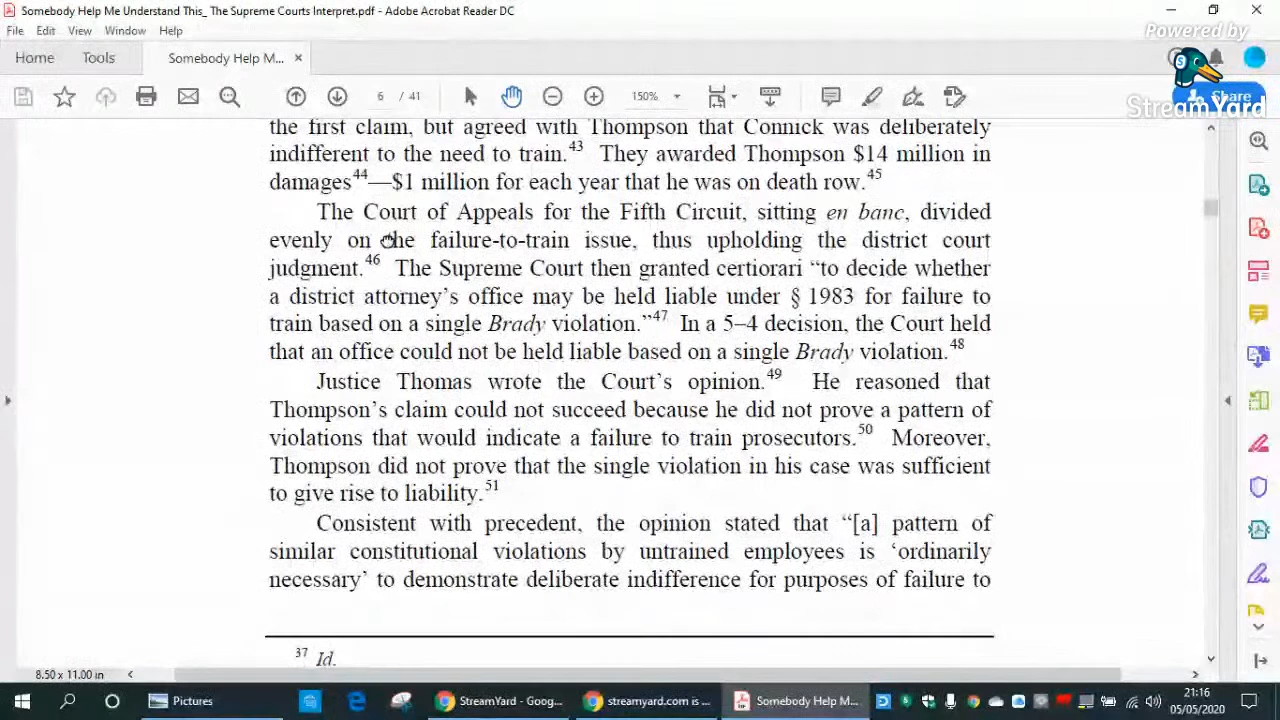 Somebody Help Me Understand This_ The Supreme Courts Interpret.pdf - Adobe Acrobat Reader DC
File Edit View Window Help
Powered by
Home Tools Somebody Help M... ×
6 / 41 150% Share
StreamYard
the first claim, but agreed with Thompson that Connick was deliberately
indifferent to the need to train.43 They awarded Thompson $14 million in
damages44—$1 million for each year that he was on death row.45
The Court of Appeals for the Fifth Circuit, sitting en banc, divided
evenly on the failure-to-train issue, thus upholding the district court
judgment.46 The Supreme Court then granted certiorari “to decide whether
a district attorney’s office may be held liable under § 1983 for failure to
train based on a single Brady violation.”47 In a 5–4 decision, the Court held
that an office could not be held liable based on a single Brady violation.48
Justice Thomas wrote the Court’s opinion.49 He reasoned that
Thompson’s claim could not succeed because he did not prove a pattern of
violations that would indicate a failure to train prosecutors.50 Moreover,
Thompson did not prove that the single violation in his case was sufficient
to give rise to liability.51
Consistent with precedent, the opinion stated that “[a] pattern of
similar constitutional violations by untrained employees is ‘ordinarily
necessary’ to demonstrate deliberate indifference for purposes of failure to
37 Id.
8.50 x 11.00 in
Pictures StreamYard - Goog... streamyard.com is ... Somebody Help M... 21:16
05/05/2020